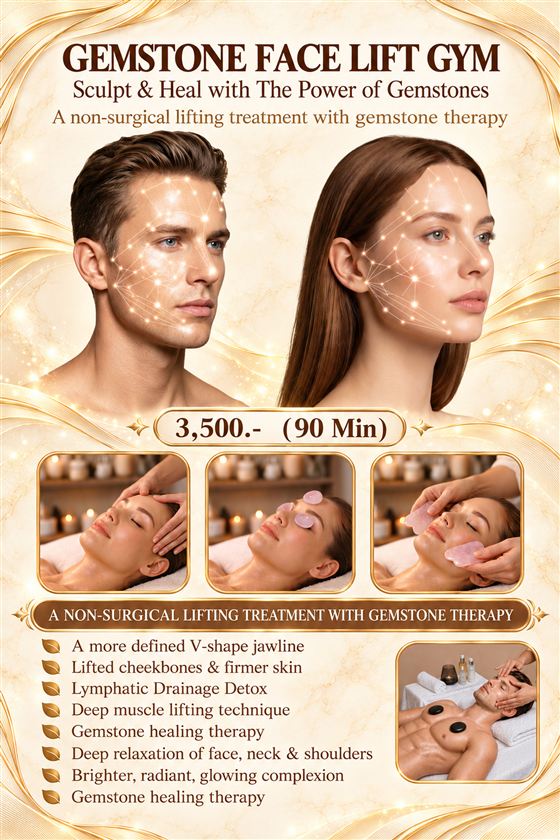 GEMSTONE FACE LIFT GYM
Sculpt & Heal with The Power of Gemstones
A non-surgical lifting treatment with gemstone therapy
3,500.- (90 Min)
A NON-SURGICAL LIFTING TREATMENT WITH GEMSTONE THERAPY
A more defined V-shape jawline
Lifted cheekbones & firmer skin
Lymphatic Drainage Detox
Deep muscle lifting technique
Gemstone healing therapy
Deep relaxation of face, neck & shoulders
Brighter, radiant, glowing complexion
Gemstone healing therapy